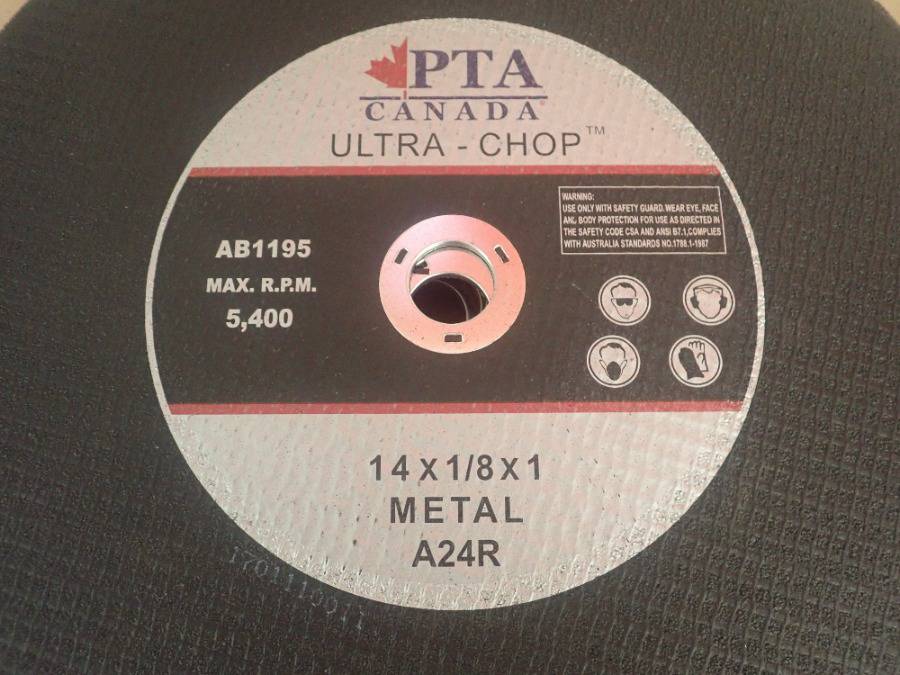 PTA
CANADA
ULTRA - CHOP™
WARNING:
USE ONLY WITH SAFETY GUARD. WEAR EYE, FACE
AND BODY PROTECTION FOR USE AS DIRECTED IN
THE SAFETY CODE CSA AND ANSI B7.1,COMPLIES
WITH AUSTRALIA STANDARDS NO.1788.1-1987
AB1195
MAX. R.P.M.
5,400
14 x 1/8 x 1
METAL
A24R